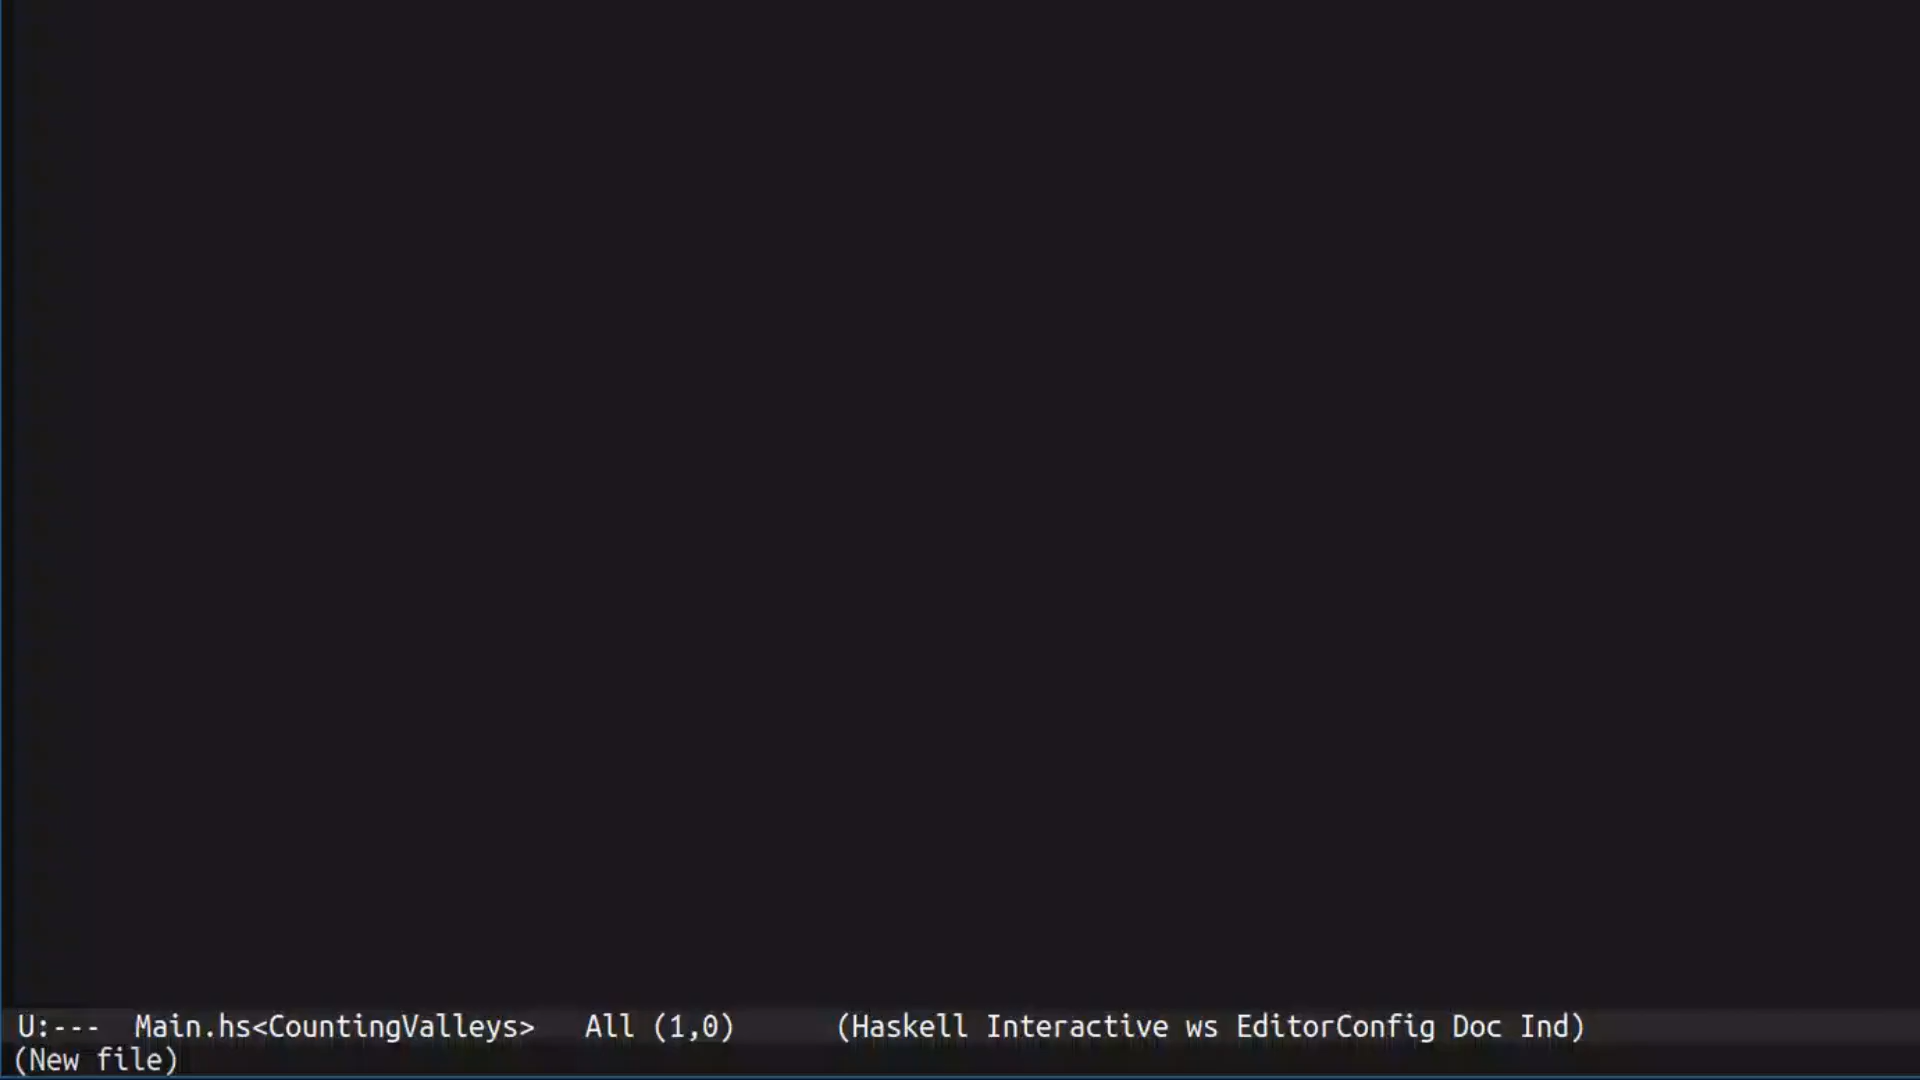 U:---  Main.hs<CountingValleys>   All (1,0)      (Haskell Interactive ws EditorConfig Doc Ind)
(New file)